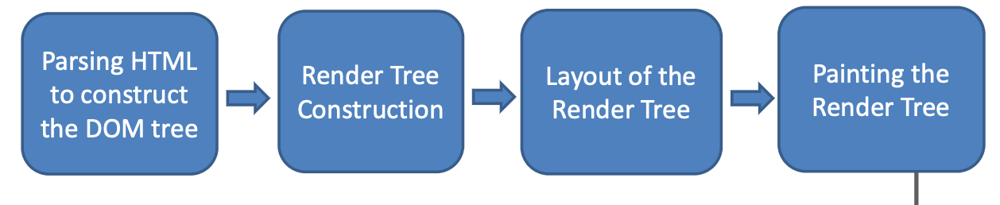 Parsing HTML
to construct
the DOM tree
Render Tree
Construction
Layout of the
Render Tree
Painting the
Render Tree